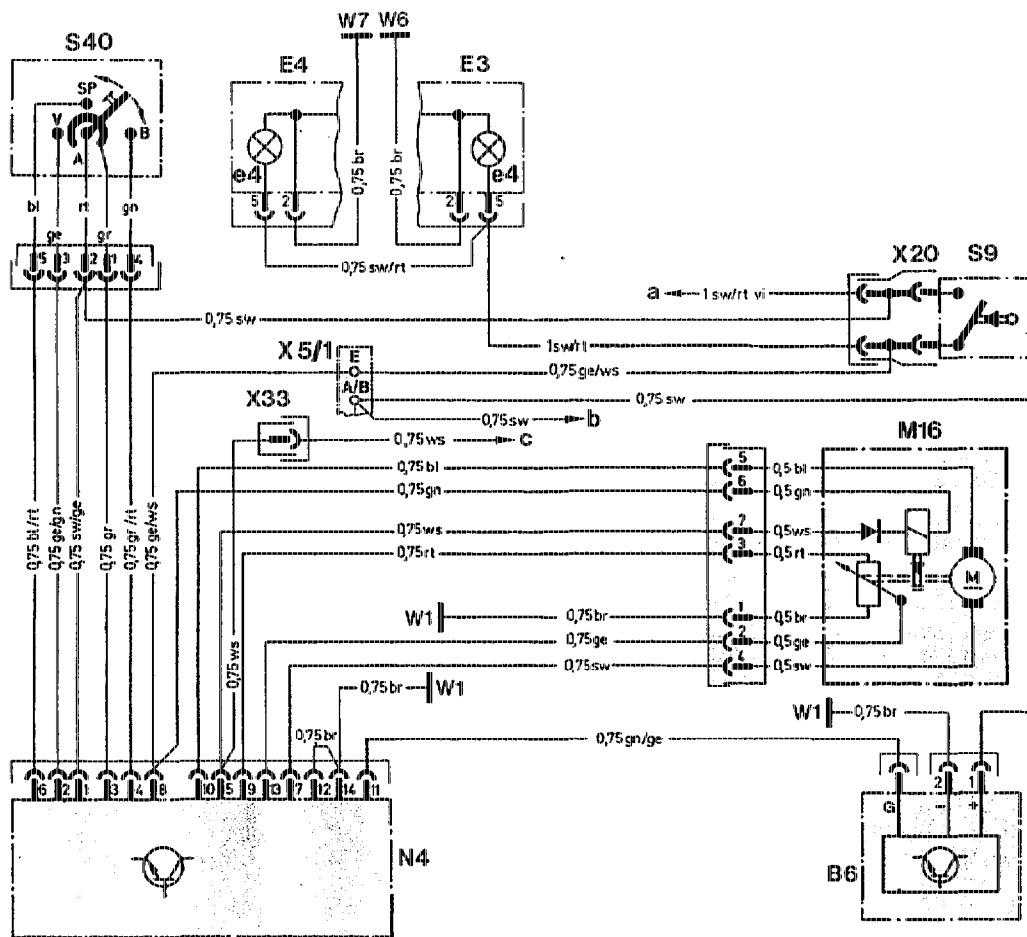 W7 W6
S40
E4 E3
SP
V B
A
e4 e4
0,75 br 0,75 br
5 2 2 5
bl rt gn
ge gr
5 3 2 1 4
0,75 sw/rt
X20 S9
a 1 sw/rt vi
0,75 sw
1sw/rt
X5/1 E 0,75 ge/ws
A/B 0,75 sw
0,75 sw b
X33
0,75 ws c
M16
0,75 bl 5 0,5 bl
0,75 gn 6 0,5 gn
0,75 ws 7 0,5 ws
0,75 rt 3 0,5 rt
M
W1 0,75 br 1 0,5 br
0,75 ge 2 0,5 ge
0,75 sw 4 0,5 sw
0,75 bl/rt 0,75 ge/gn 0,75 sw/ge 0,75 gr 0,75 gr/rt 0,75 ge/ws
0,75 ws
0,75 br W1
W1 0,75 br
0,75 br
0,75 gn/ge
6 2 1 3 4 8 10 5 9 13 7 12 14 11
2 1
G - +
N4
B6